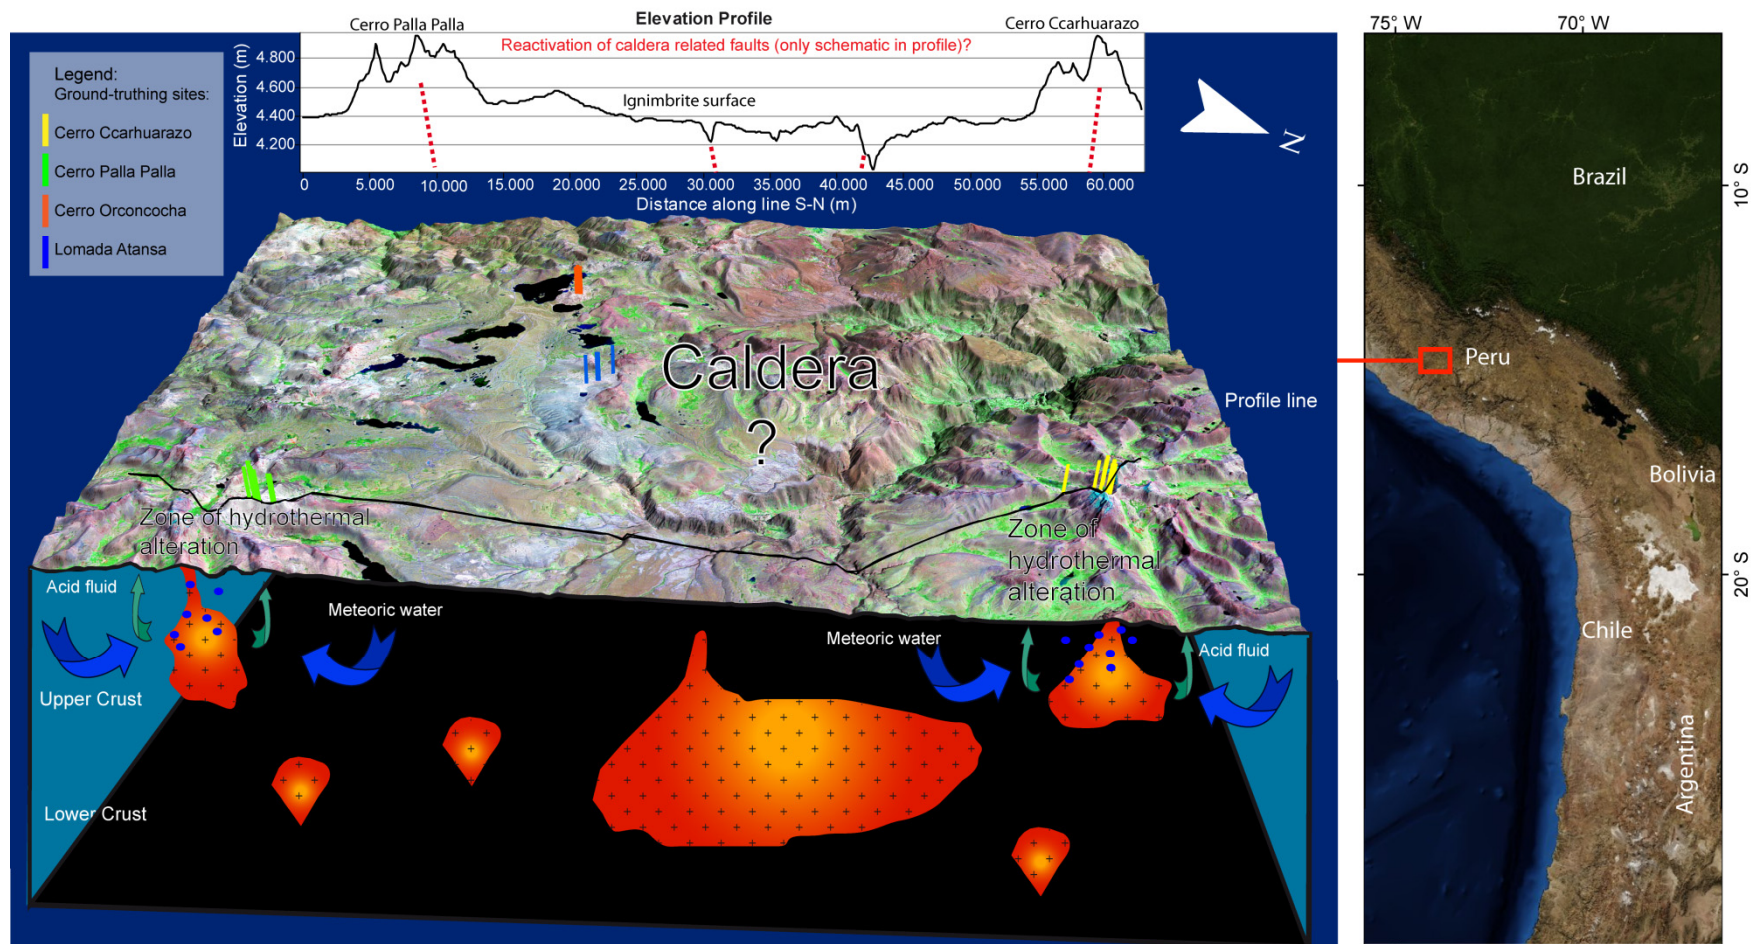 Elevation Profile
Cerro Palla Palla
Cerro Ccarhuarazo
Reactivation of caldera related faults (only schematic in profile)?
Elevation (m)
4.800
4.600
4.400
4.200
Ignimbrite surface
0
5.000
10.000
15.000
20.000
25.000
30.000
35.000
40.000
45.000
50.000
55.000
60.000
Distance along line S-N (m)
N
Legend:
Ground-truthing sites:
Cerro Ccarhuarazo
Cerro Palla Palla
Cerro Orconcocha
Lomada Atansa
Caldera
?
Profile line
Zone of hydrothermal
alteration
Zone of
hydrothermal
alteration
Acid fluid
Meteoric water
Meteoric water
Acid fluid
Upper Crust
Lower Crust
75° W
70° W
10° S
20° S
Brazil
Peru
Bolivia
Chile
Argentina